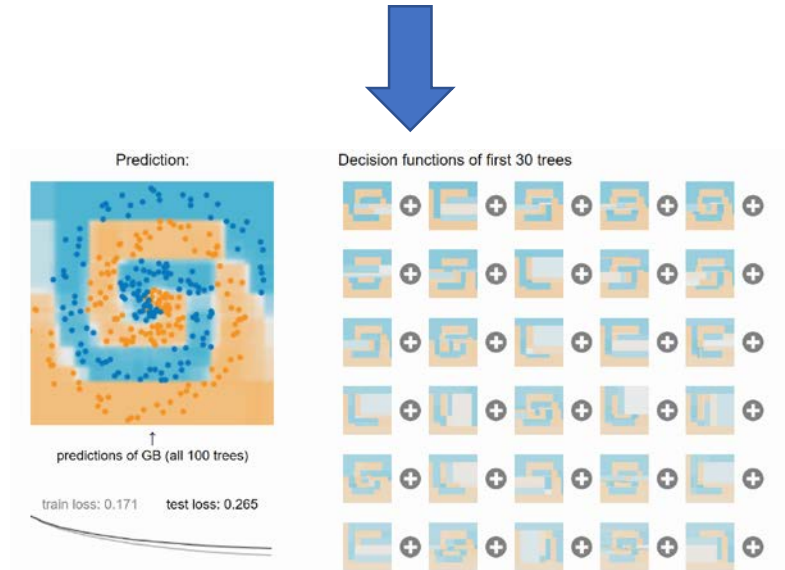 Prediction:
Decision functions of first 30 trees
predictions of GB (all 100 trees)
train loss: 0.171 test loss: 0.265